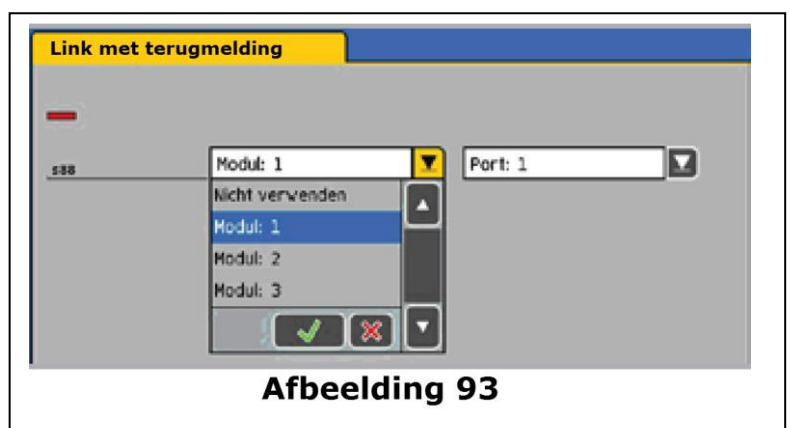 Link met terugmelding
s88 Modul: 1 Port: 1
Nicht verwenden
Modul: 1
Modul: 2
Modul: 3
Afbeelding 93